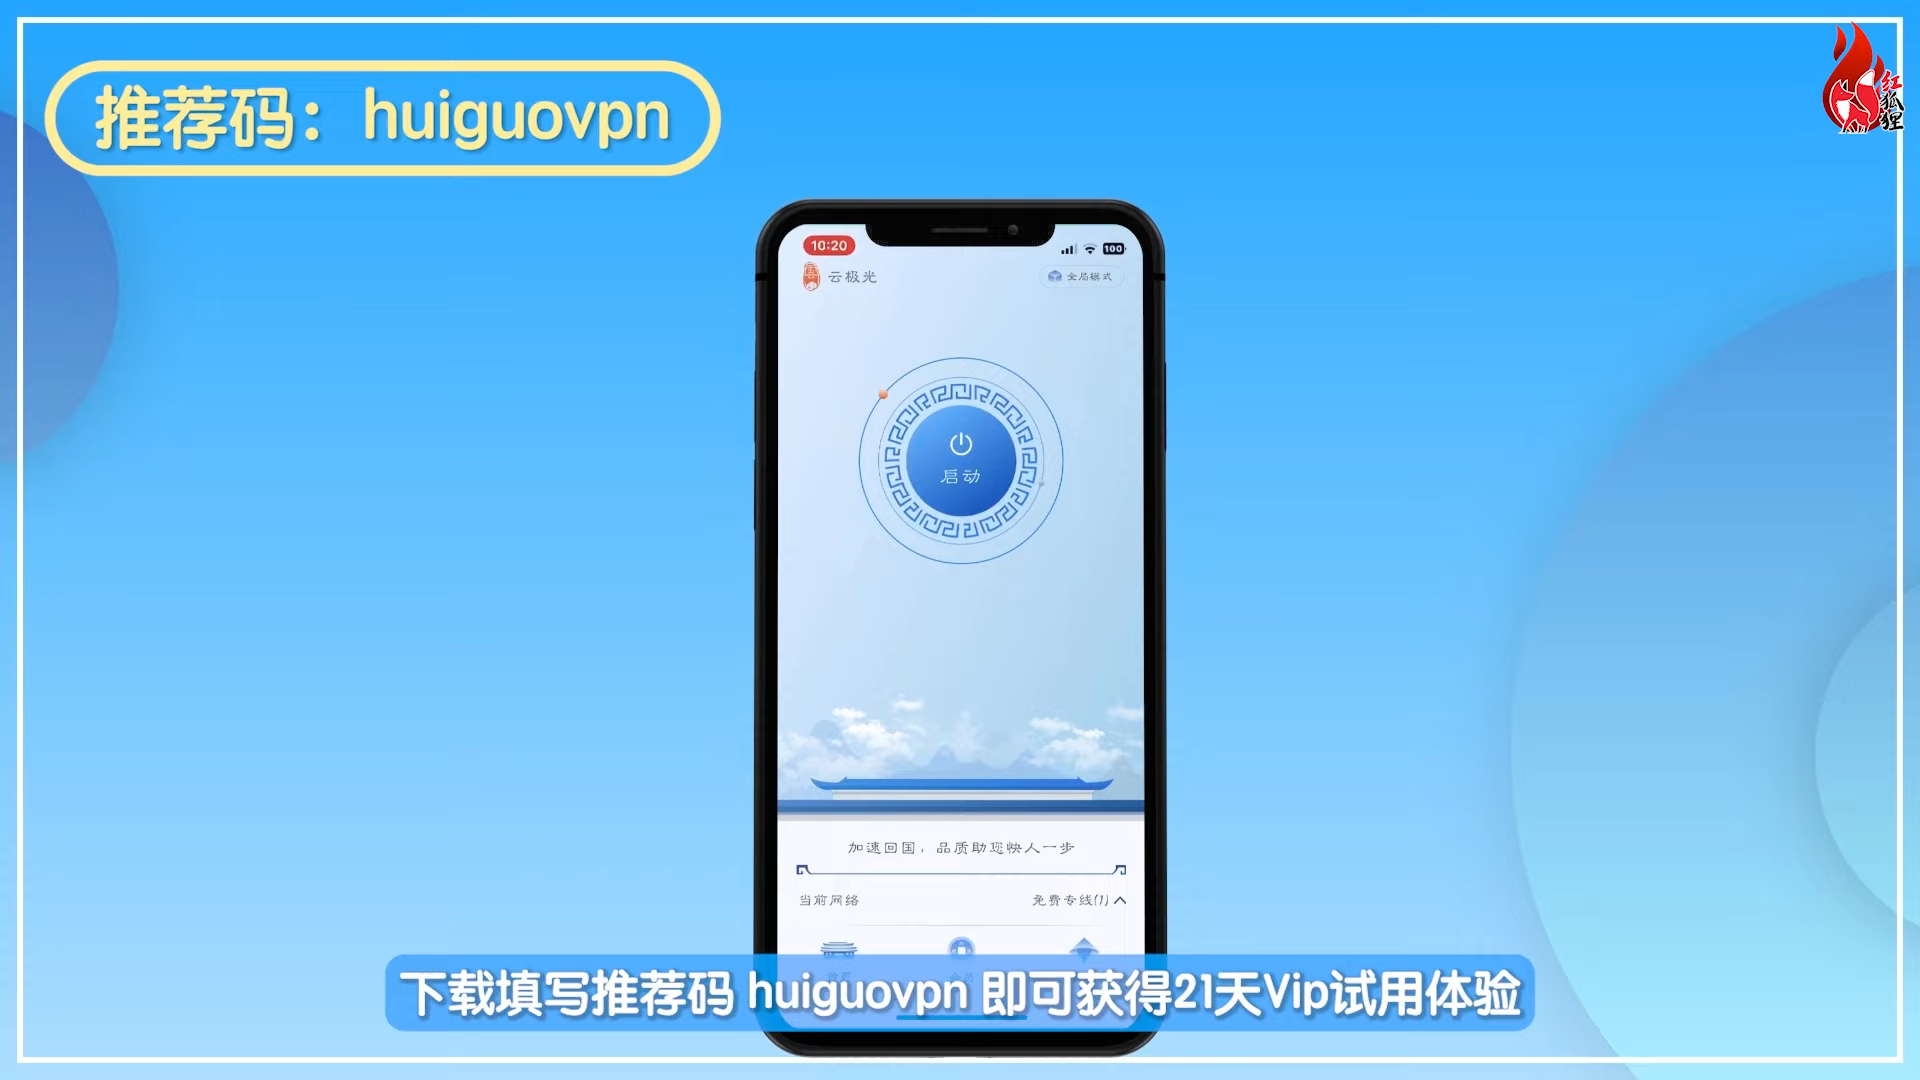 推荐码：huiguovpn
红狐狸
10:20
100
云极光
全局模式
启动
加速回国，品质助您快人一步
当前网络
免费专线(1)
下载填写推荐码 huiguovpn 即可获得21天Vip试用体验